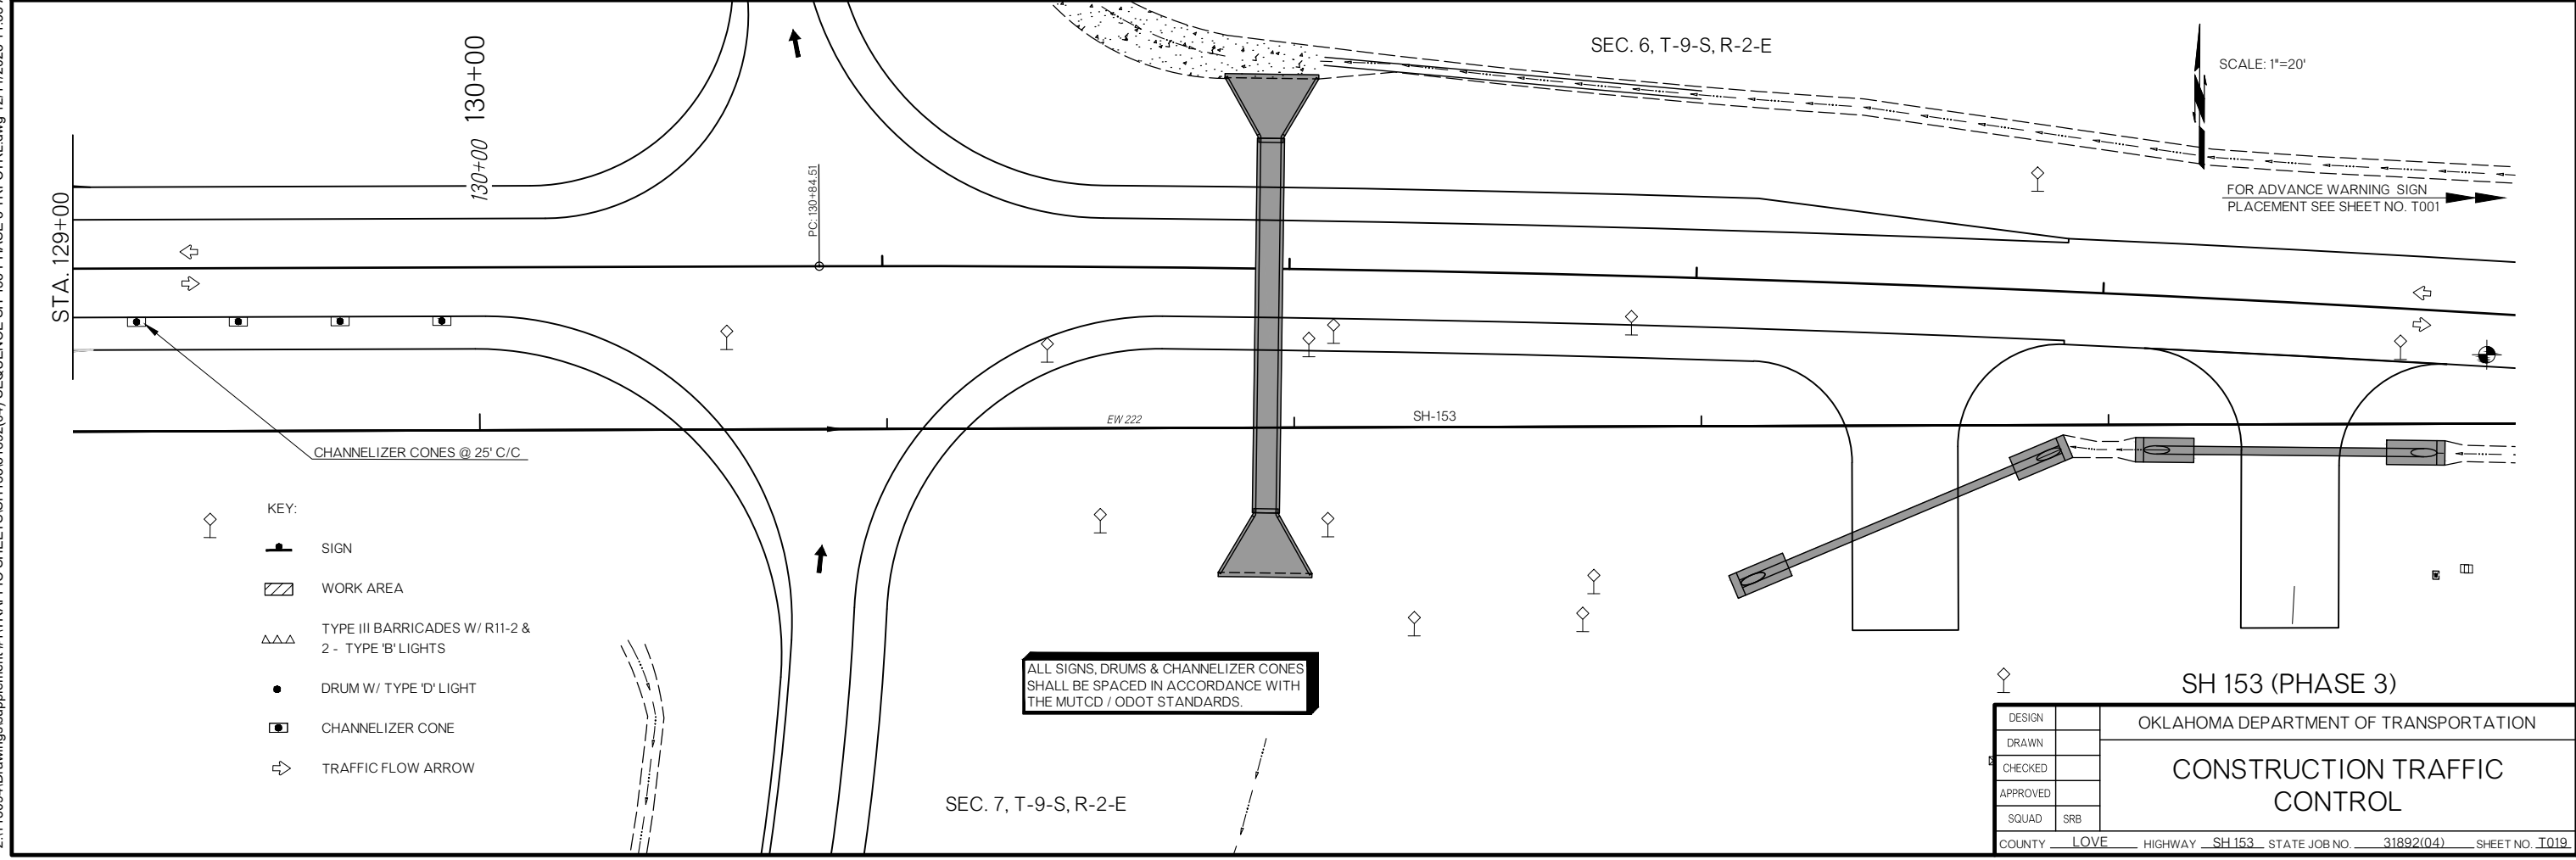 SEC. 6, T-9-S, R-2-E
SCALE: 1"=20'
130+00
130+00
STA. 129+00
PC: 130+84.51
FOR ADVANCE WARNING SIGN
PLACEMENT SEE SHEET NO. T001
EW 222
SH-153
CHANNELIZER CONES @ 25' C/C
KEY:
SIGN
WORK AREA
TYPE III BARRICADES W/ R11-2 &
2 - TYPE 'B' LIGHTS
DRUM W/ TYPE 'D' LIGHT
CHANNELIZER CONE
TRAFFIC FLOW ARROW
ALL SIGNS, DRUMS & CHANNELIZER CONES
SHALL BE SPACED IN ACCORDANCE WITH
THE MUTCD / ODOT STANDARDS.
SEC. 7, T-9-S, R-2-E
SH 153 (PHASE 3)
DESIGN
DRAWN
CHECKED
APPROVED
SQUAD SRB
OKLAHOMA DEPARTMENT OF TRANSPORTATION
CONSTRUCTION TRAFFIC
CONTROL
COUNTY LOVE HIGHWAY SH 153 STATE JOB NO. 31892(04) SHEET NO. T019